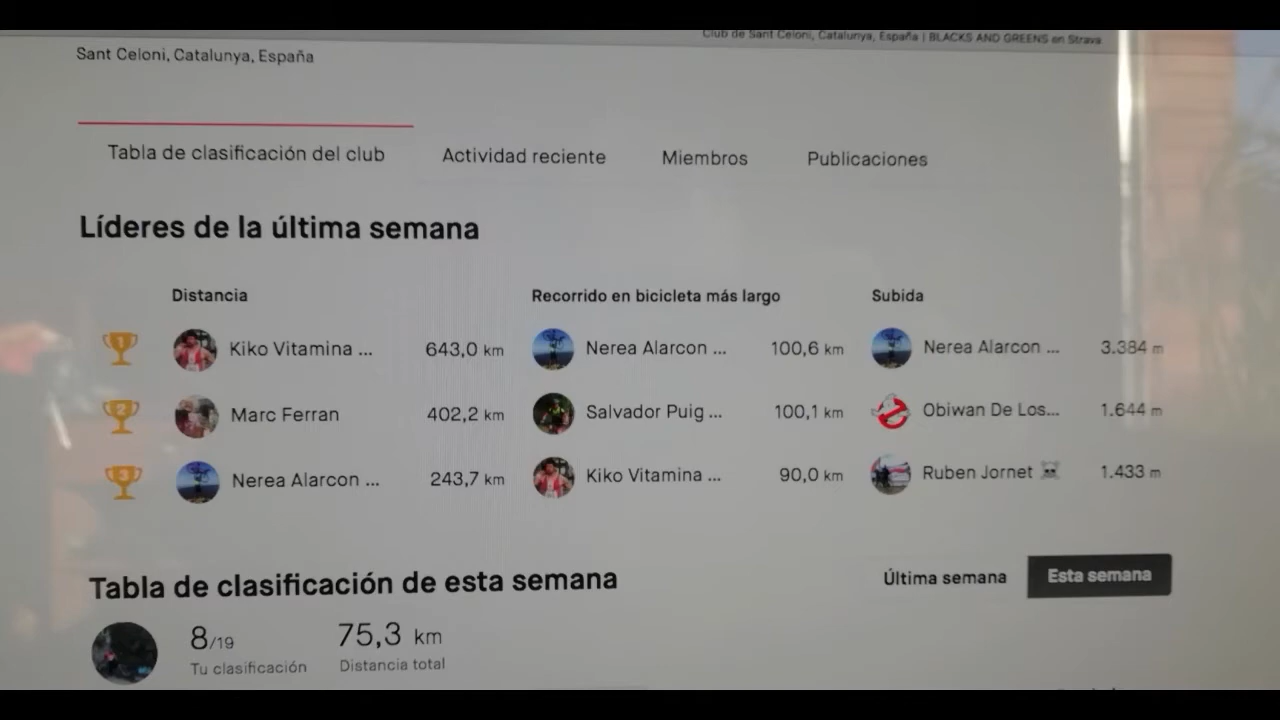 Club de Sant Celoni, Catalunya, España | BLACKS AND GREENS en Strava
Sant Celoni, Catalunya, España
Tabla de clasificación del club Actividad reciente Miembros Publicaciones
Líderes de la última semana
Distancia Recorrido en bicicleta más largo Subida
1 Kiko Vitamina ... 643,0 km Nerea Alarcon ... 100,6 km Nerea Alarcon ... 3.384 m
2 Marc Ferran 402,2 km Salvador Puig ... 100,1 km Obiwan De Los... 1.644 m
3 Nerea Alarcon ... 243,7 km Kiko Vitamina ... 90,0 km Ruben Jornet ☠ 1.433 m
Tabla de clasificación de esta semana Última semana Esta semana
8/19 75,3 km
Tu clasificación Distancia total